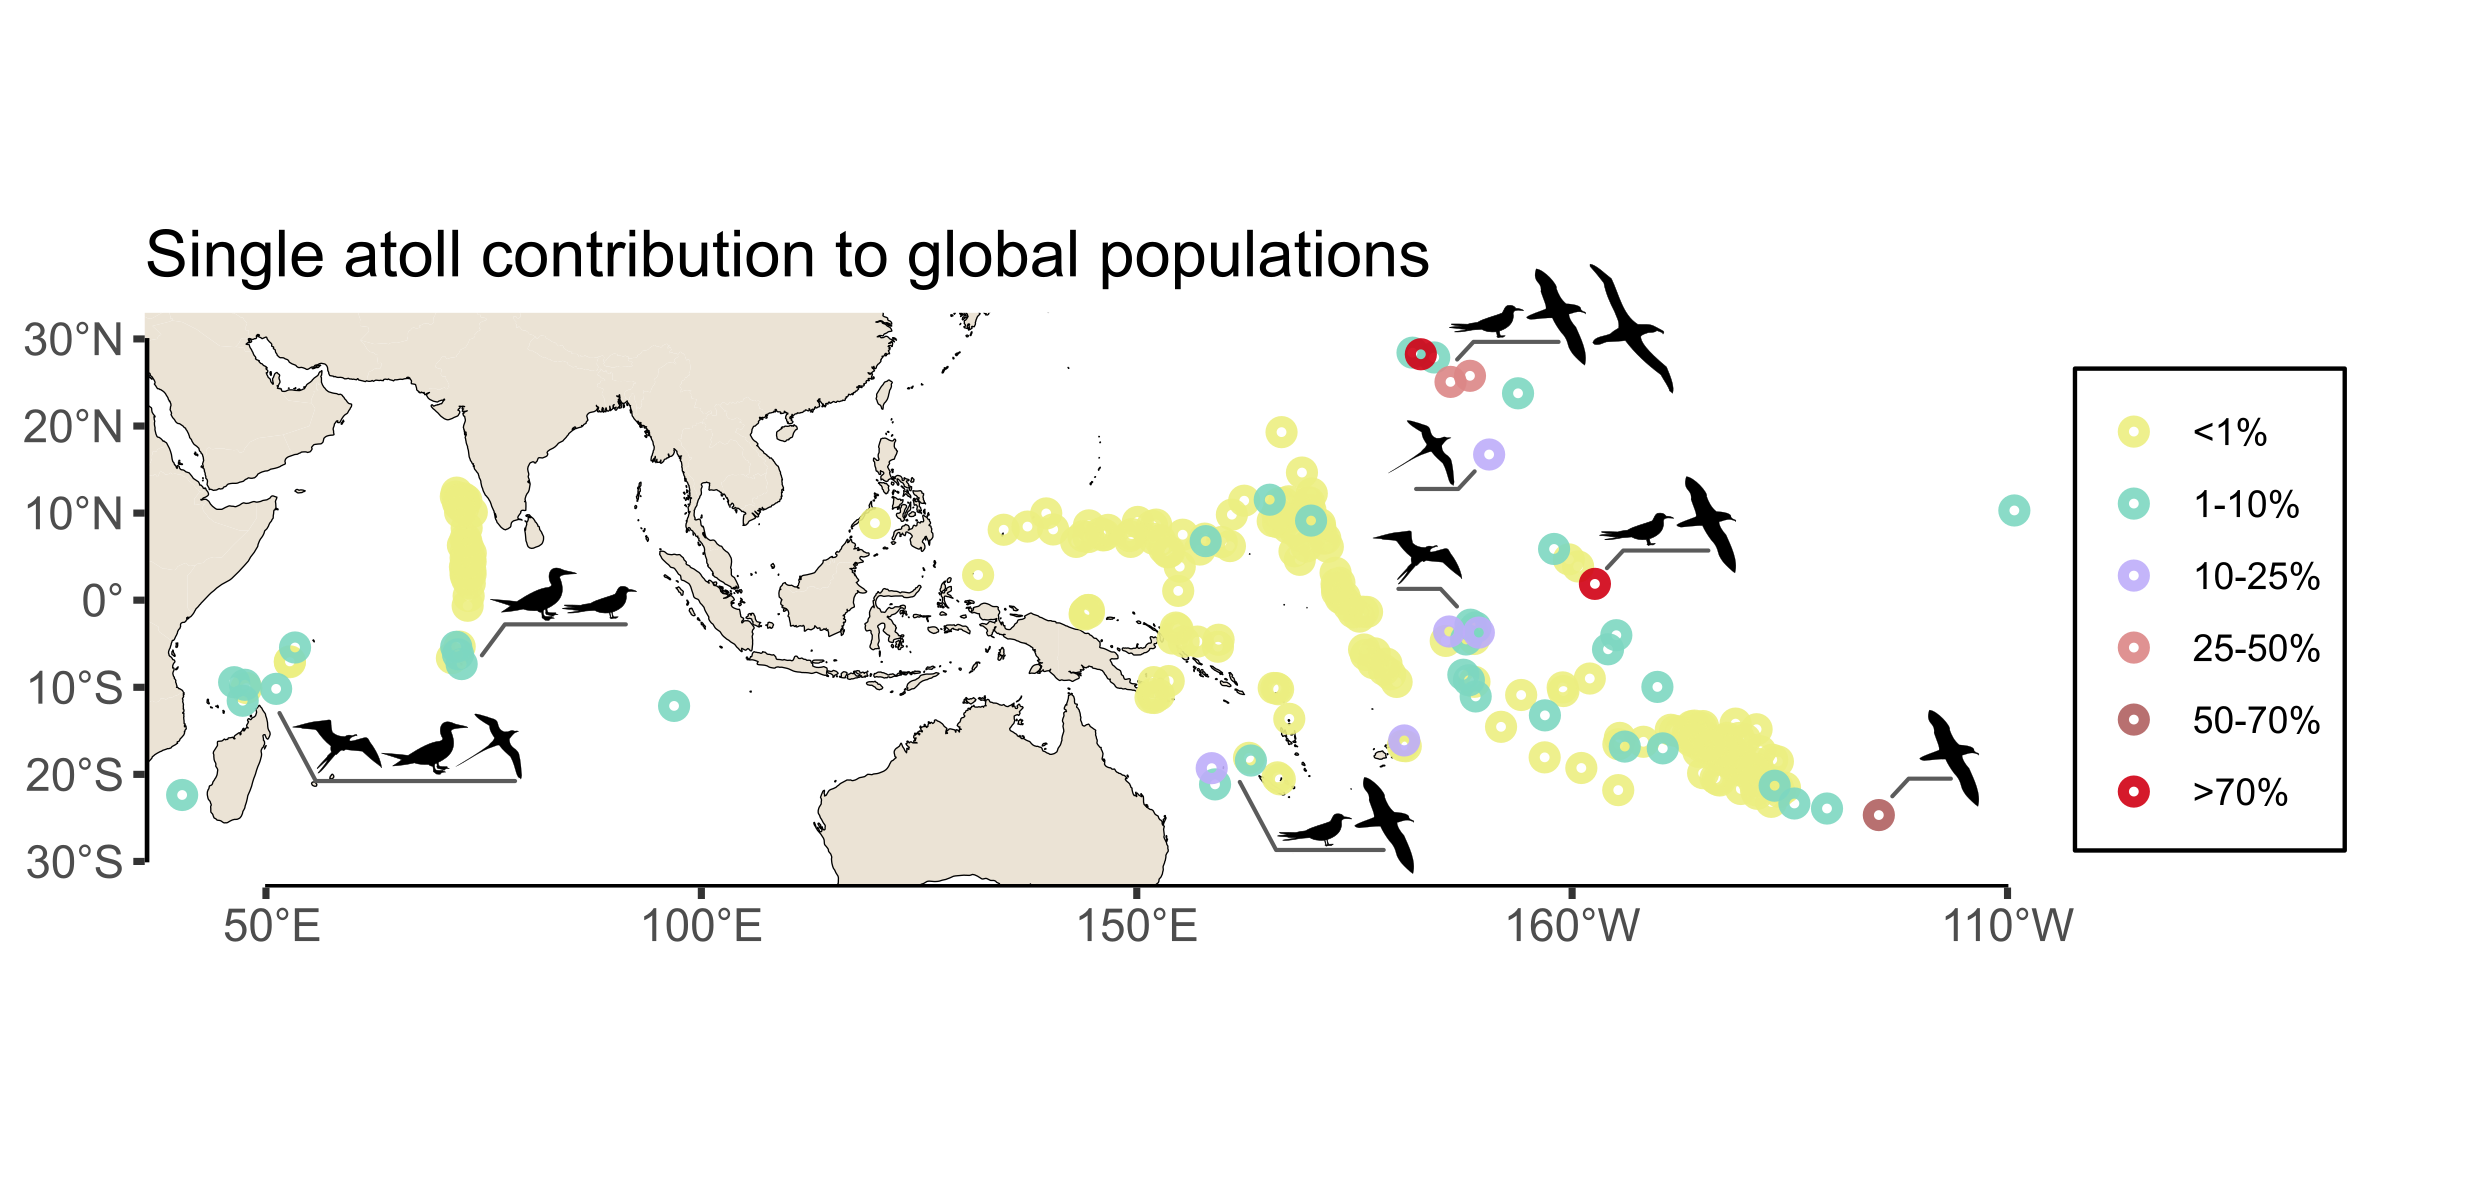 Single atoll contribution to global populations
30°N
20°N
10°N
0°
10°S
20°S
30°S
50°E
100°E
150°E
160°W
110°W
<1%
1-10%
10-25%
25-50%
50-70%
>70%